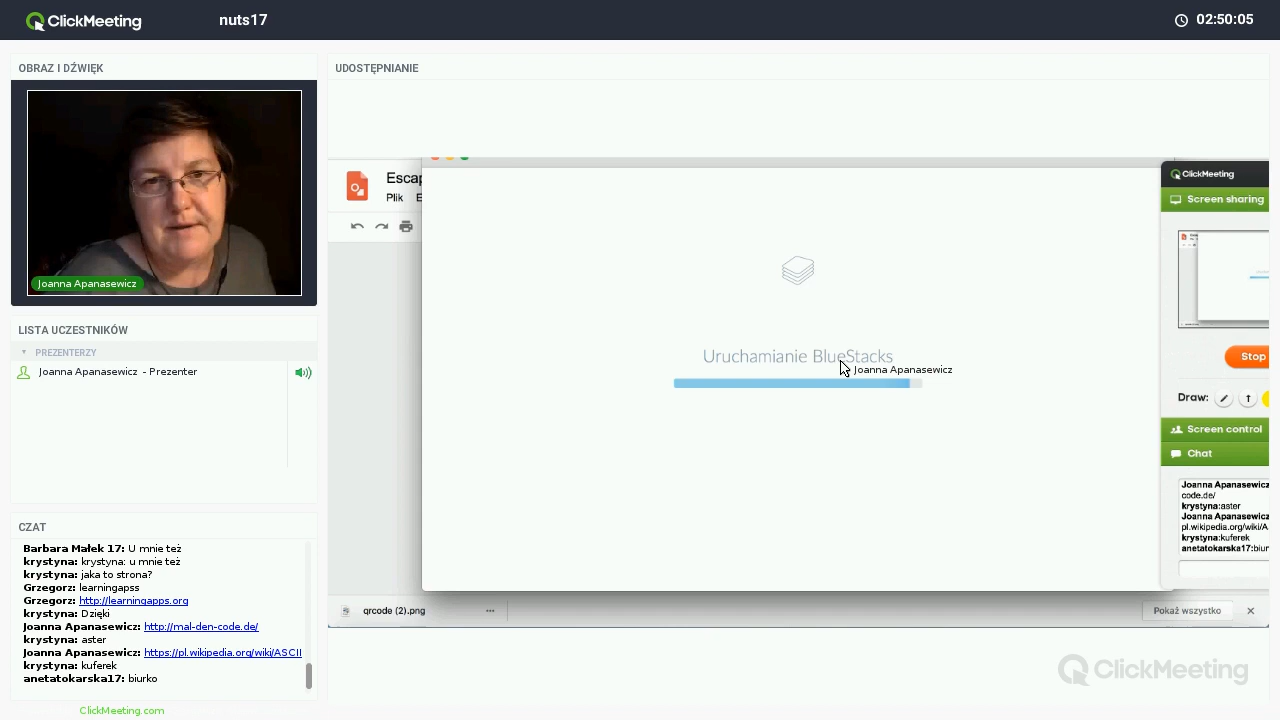 ClickMeeting
nuts17
02:50:05
OBRAZ I DŹWIĘK
Joanna Apanasewicz
LISTA UCZESTNIKÓW
PREZENTERZY
Joanna Apanasewicz - Prezenter
CZAT
Barbara Małek 17: U mnie też
krystyna: krystyna: u mnie też
krystyna: jaka to strona?
Grzegorz: learningapss
Grzegorz: http://learningapps.org
krystyna: Dzięki
Joanna Apanasewicz: http://mal-den-code.de/
krystyna: aster
Joanna Apanasewicz: https://pl.wikipedia.org/wiki/ASCII
krystyna: kuferek
anetatokarska17: biurko
ClickMeeting.com
UDOSTĘPNIANIE
Escap
Plik E
Uruchamianie BlueStacks
Joanna Apanasewicz
ClickMeeting
Screen sharing
Stop
Draw:
Screen control
Chat
Joanna Apanasewicz
code.de/
krystyna:aster
Joanna Apanasewicz
pl.wikipedia.org/wiki/A
krystyna:kuferek
anetatokarska17:biur
qrcode (2).png
Pokaż wszystko
ClickMeeting